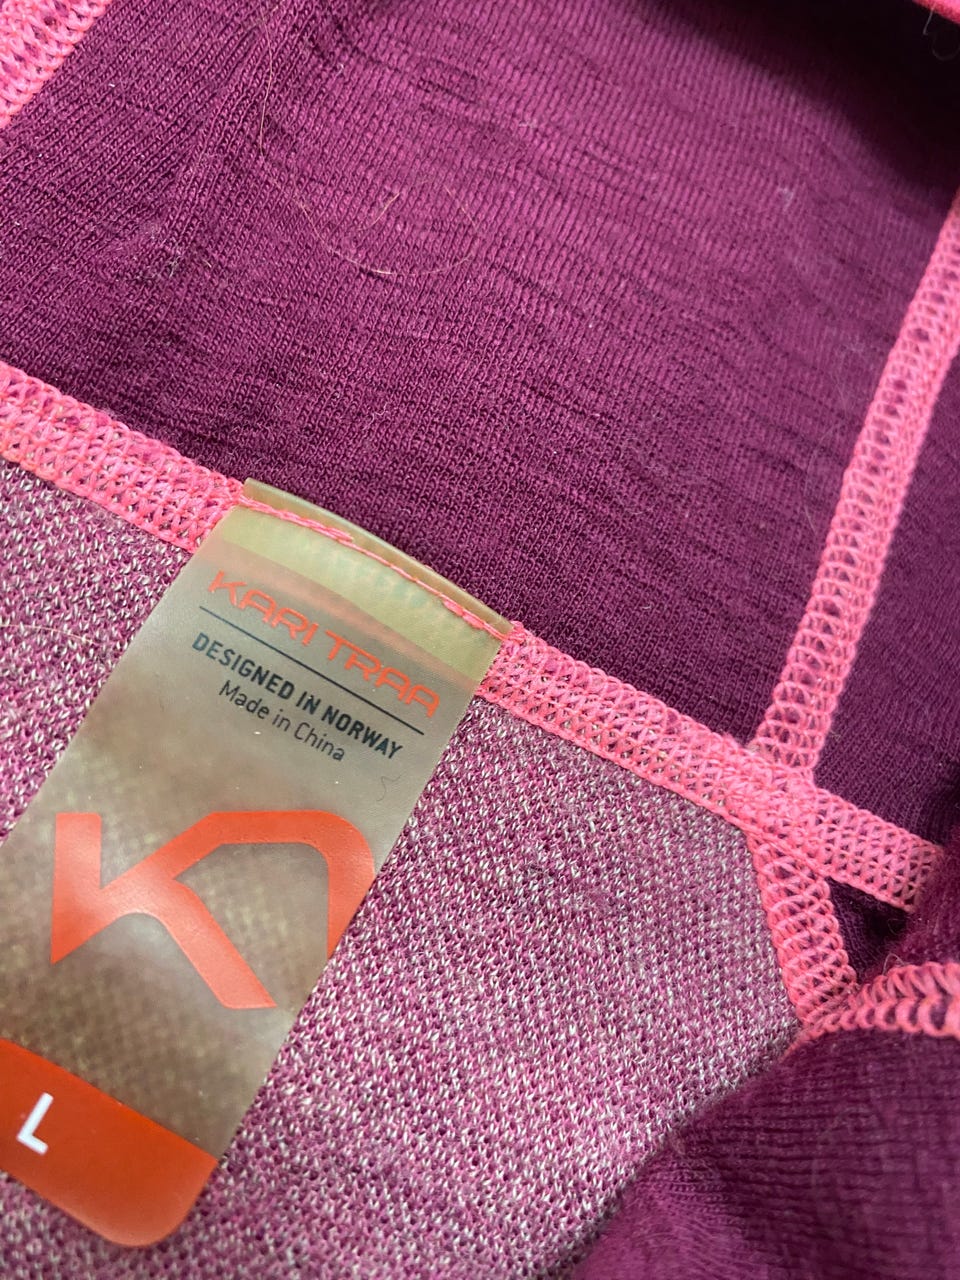 KARI TRAA
DESIGNED IN NORWAY
Made in China
L